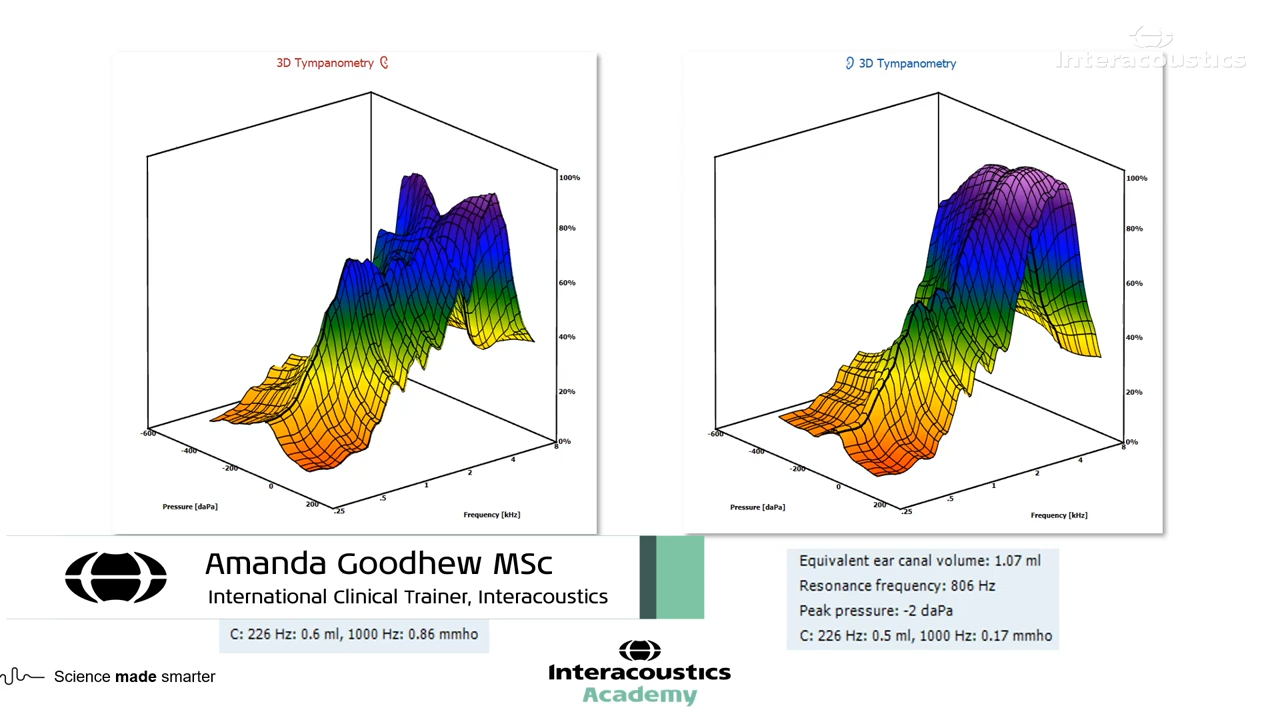 Interacoustics
3D Tympanometry
100%
80%
60%
40%
20%
0%
-600
-400
-200
0
200
.25
.5
1
2
4
8
Pressure [daPa]
Frequency [kHz]
3D Tympanometry
100%
80%
60%
40%
20%
0%
-600
-400
-200
0
200
.25
.5
1
2
4
8
Pressure [daPa]
Frequency [kHz]
Amanda Goodhew MSc
International Clinical Trainer, Interacoustics
C: 226 Hz: 0.6 ml, 1000 Hz: 0.86 mmho
Equivalent ear canal volume: 1.07 ml
Resonance frequency: 806 Hz
Peak pressure: -2 daPa
C: 226 Hz: 0.5 ml, 1000 Hz: 0.17 mmho
Science made smarter
Interacoustics
Academy